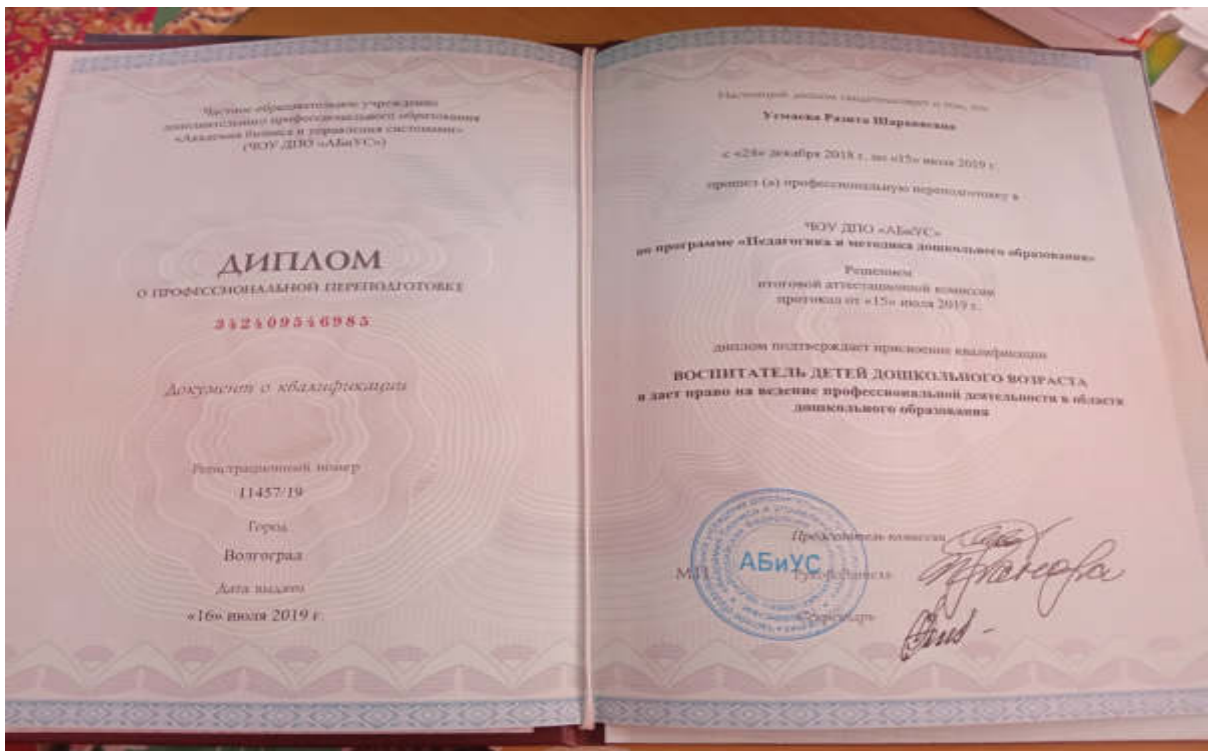 Частное образовательное учреждение
дополнительного профессионального образования
«Академия бизнеса и управления системами»
(ЧОУ ДПО «АБиУС»)
ДИПЛОМ
О ПРОФЕССИОНАЛЬНОЙ ПЕРЕПОДГОТОВКЕ
342409546985
Документ о квалификации
Регистрационный номер
11457/19
Город
Волгоград
Дата выдачи
«16» июля 2019 г.
Настоящий диплом свидетельствует о том, что
Разита
с «24» декабря 2018 г. по «15» июля 2019 г.
прошел (а) профессиональную переподготовку в
ЧОУ ДПО «АБиУС»
по программе «Педагогика и методика дошкольного образования»
Решением
итоговой аттестационной комиссии
протокол от «15» июля 2019 г.
диплом подтверждает присвоение квалификации
ВОСПИТАТЕЛЬ ДЕТЕЙ ДОШКОЛЬНОГО ВОЗРАСТА
и дает право на ведение профессиональной деятельности в области
дошкольного образования
Председатель комиссии
М.П. Руководитель
Секретарь
АБиУС